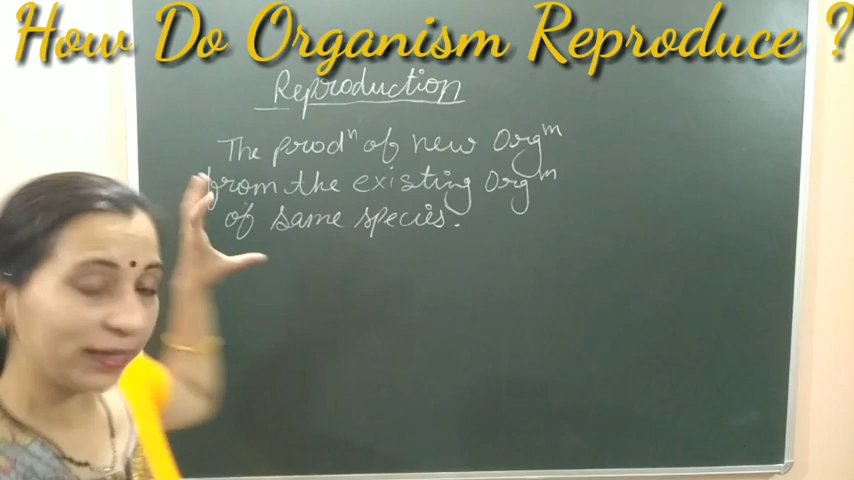 How Do Organism Reproduce ?
Reproduction
The prodⁿ of new Orgᵐ
from the existing Orgᵐ
of same species.